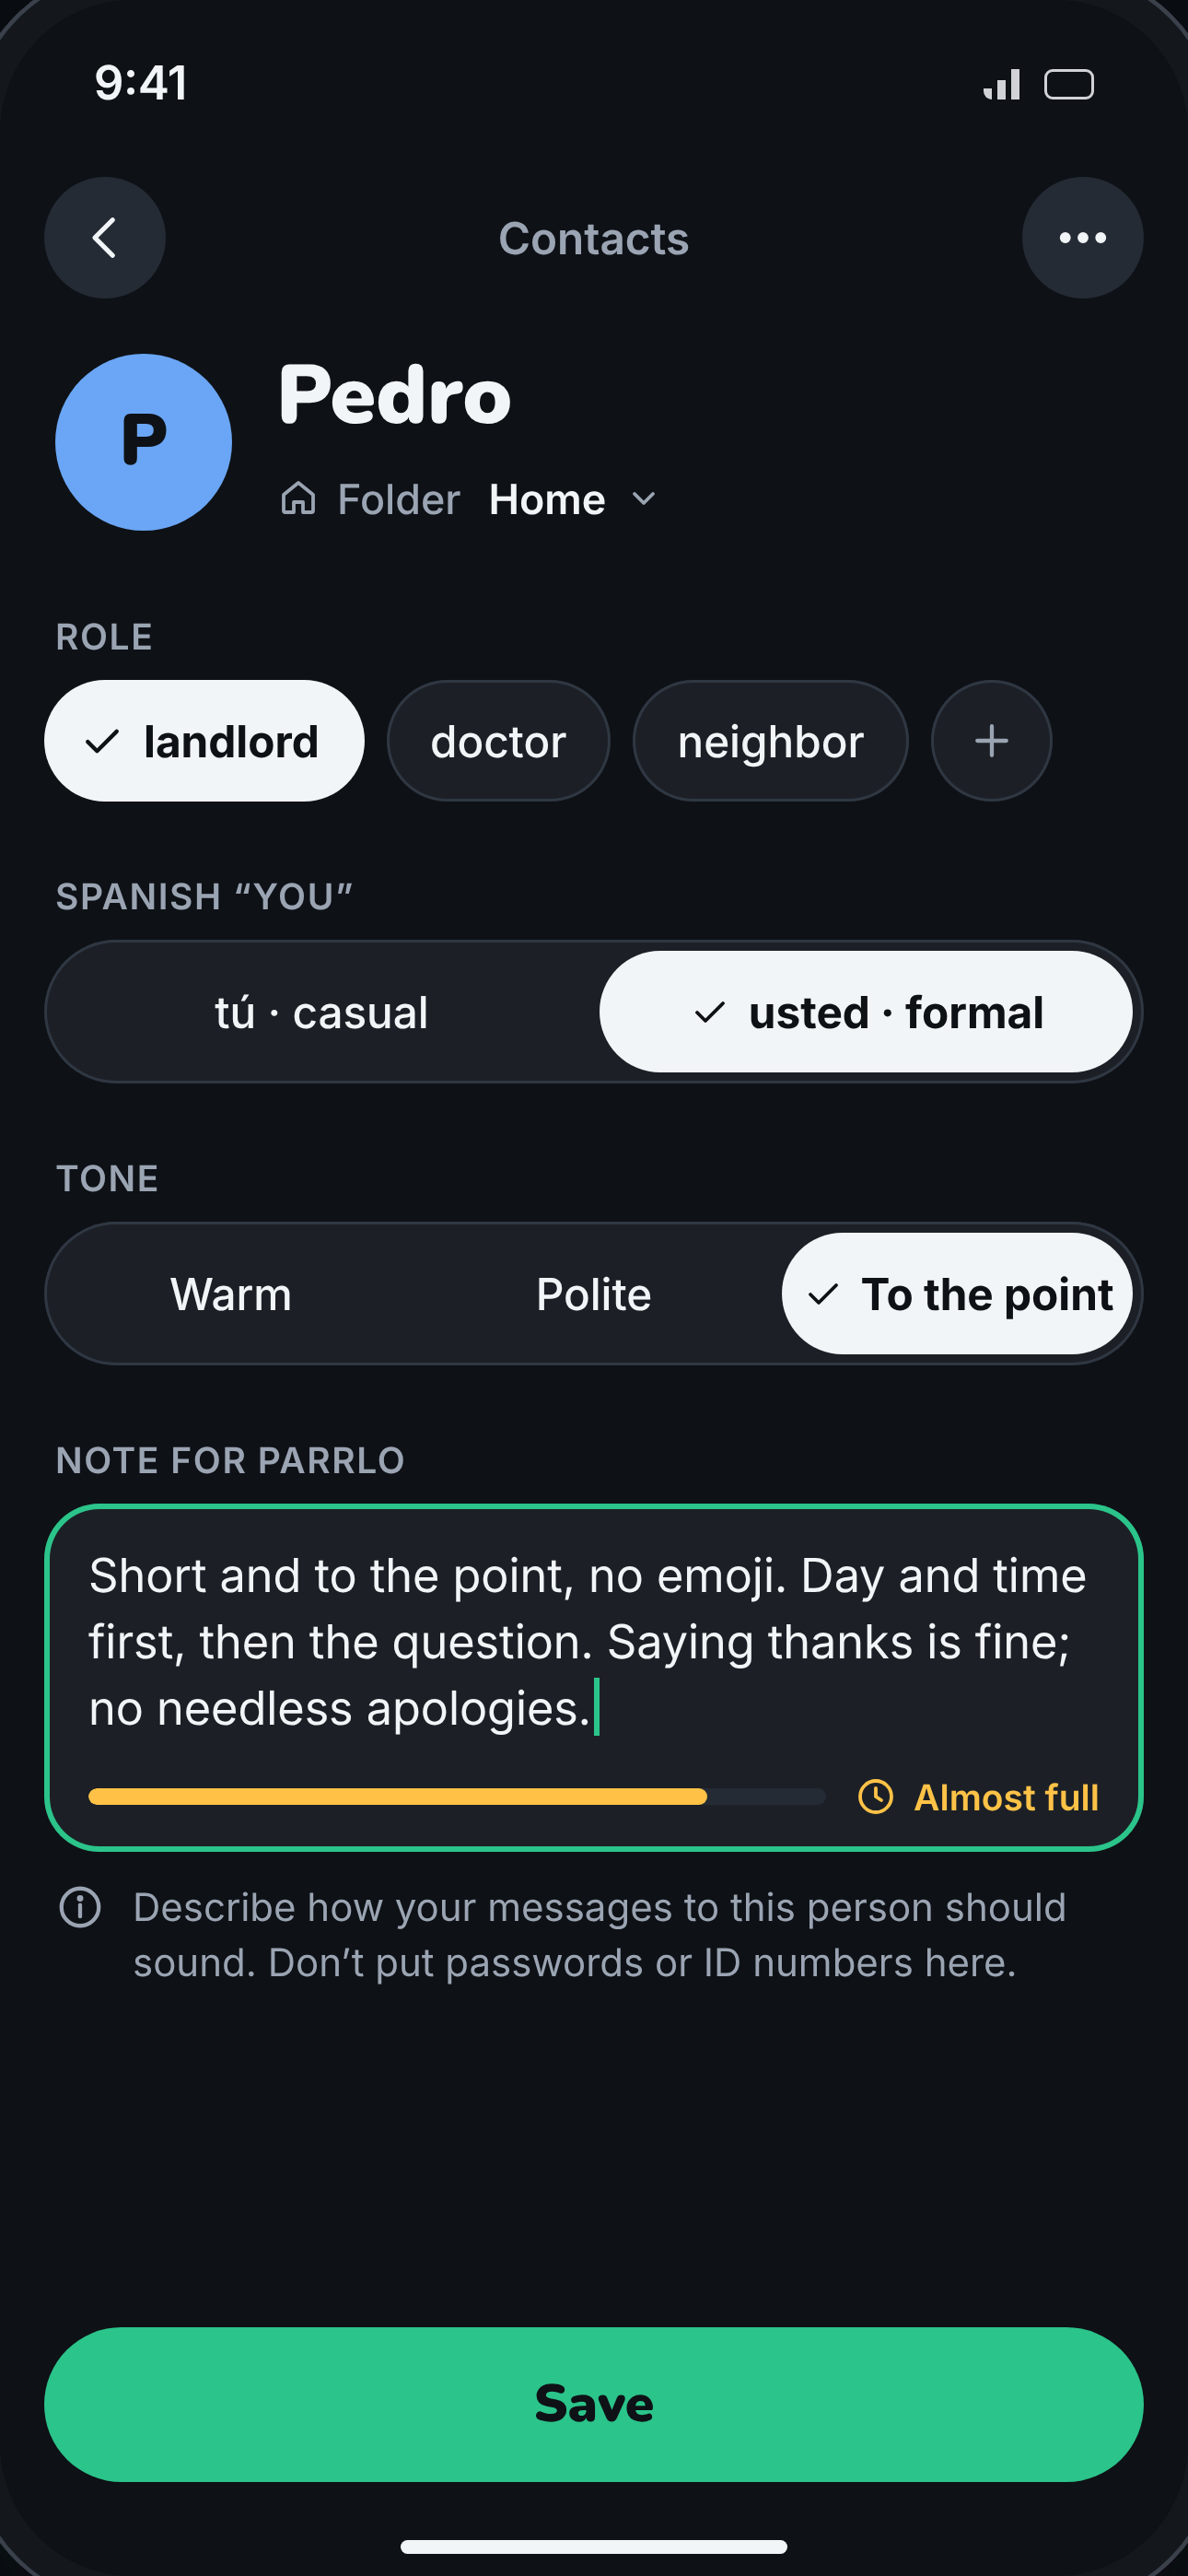 9:41
Contacts
P
Pedro
Folder Home
ROLE
landlord doctor neighbor
SPANISH “YOU”
tú · casual usted · formal
TONE
Warm Polite To the point
NOTE FOR PARRLO
Short and to the point, no emoji. Day and time
first, then the question. Saying thanks is fine;
no needless apologies.
Almost full
Describe how your messages to this person should
sound. Don’t put passwords or ID numbers here.
Save